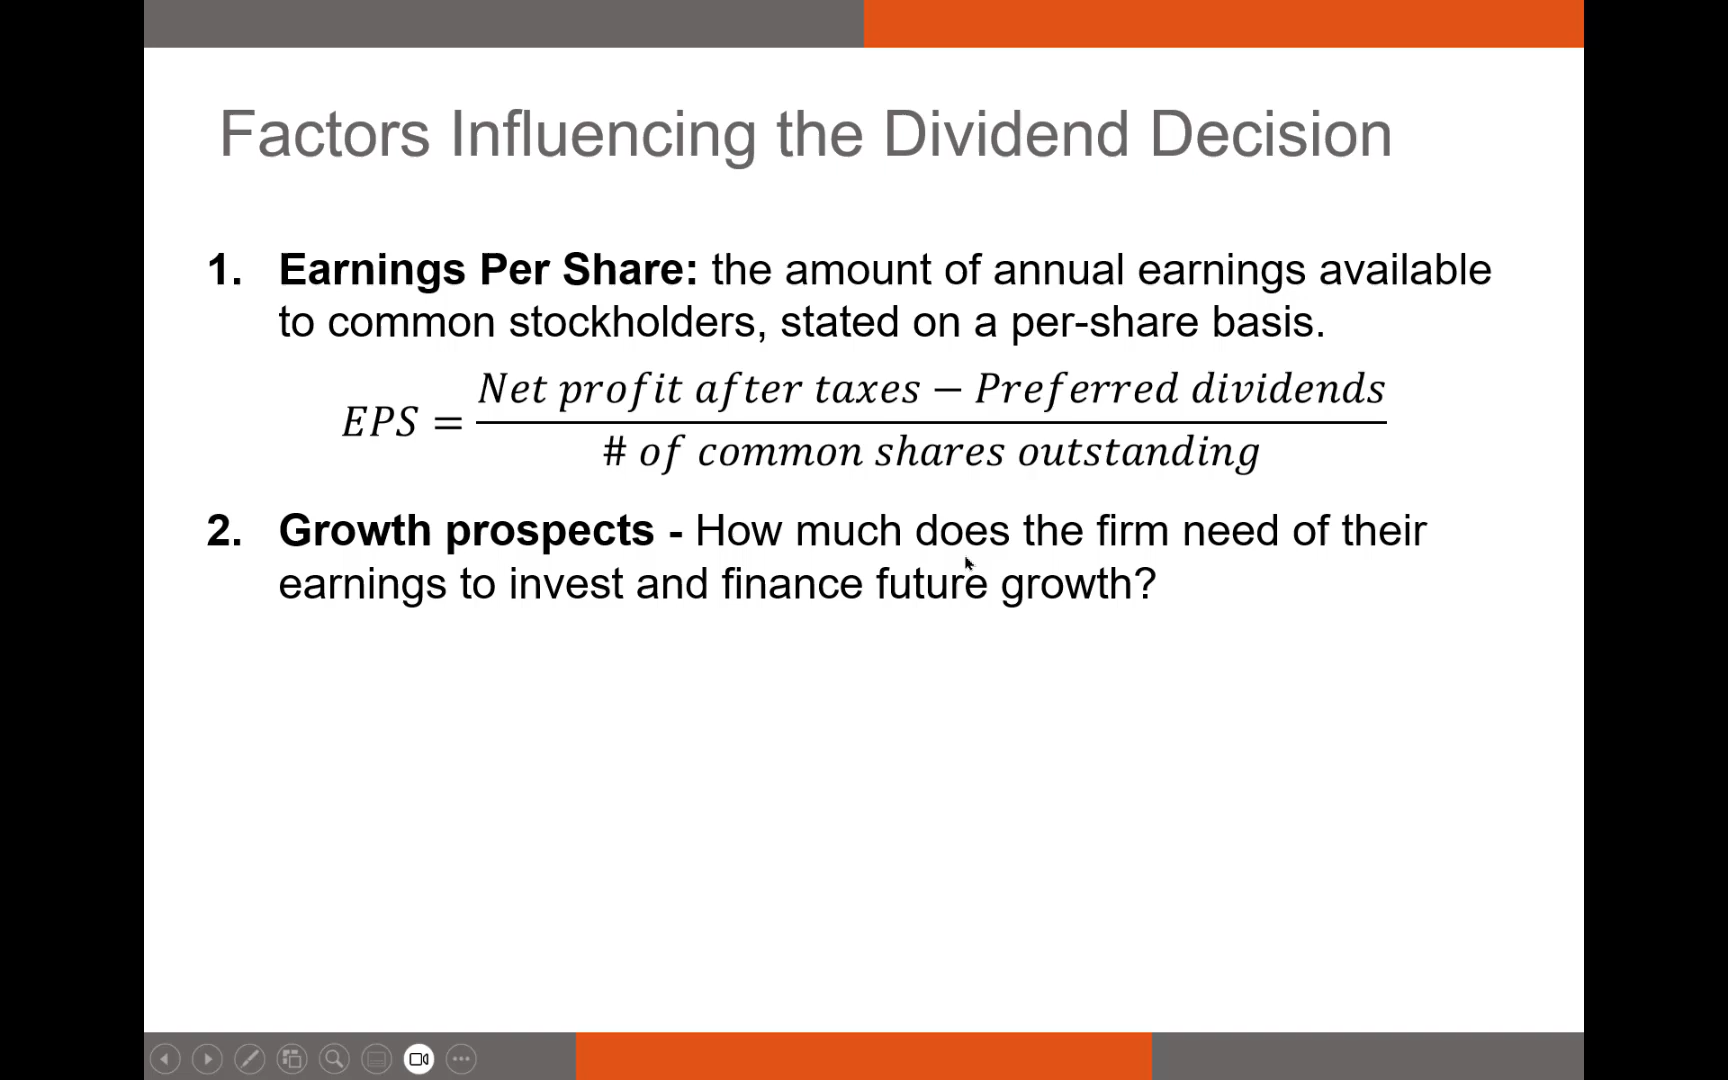 Factors Influencing the Dividend Decision
1. Earnings Per Share: the amount of annual earnings available
to common stockholders, stated on a per-share basis.
EPS = (Net profit after taxes − Preferred dividends) / (# of common shares outstanding)
2. Growth prospects - How much does the firm need of their
earnings to invest and finance future growth?